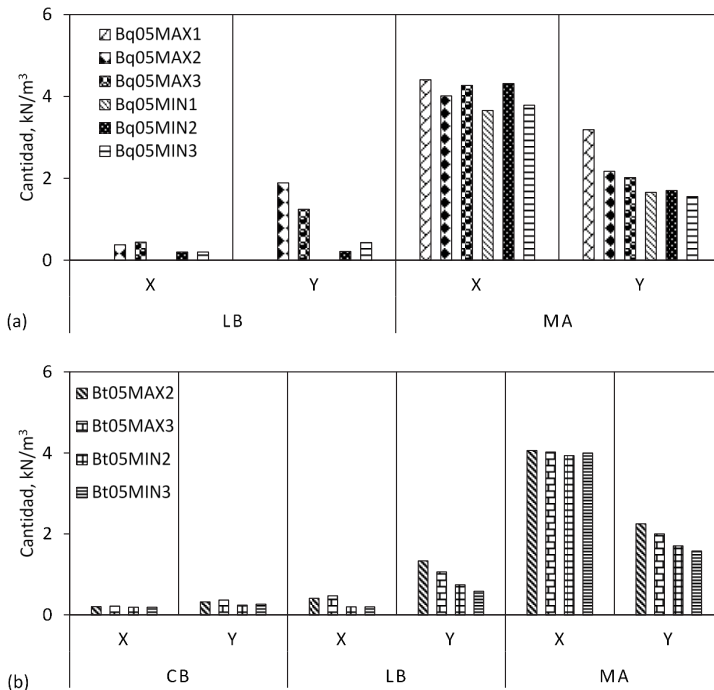 6
4
2
0
Cantidad, kN/m³
Bq05MAX1
Bq05MAX2
Bq05MAX3
Bq05MIN1
Bq05MIN2
Bq05MIN3
X Y X Y
LB MA
(a)
6
4
2
0
Cantidad, kN/m³
Bt05MAX2
Bt05MAX3
Bt05MIN2
Bt05MIN3
X Y X Y X Y
CB LB MA
(b)